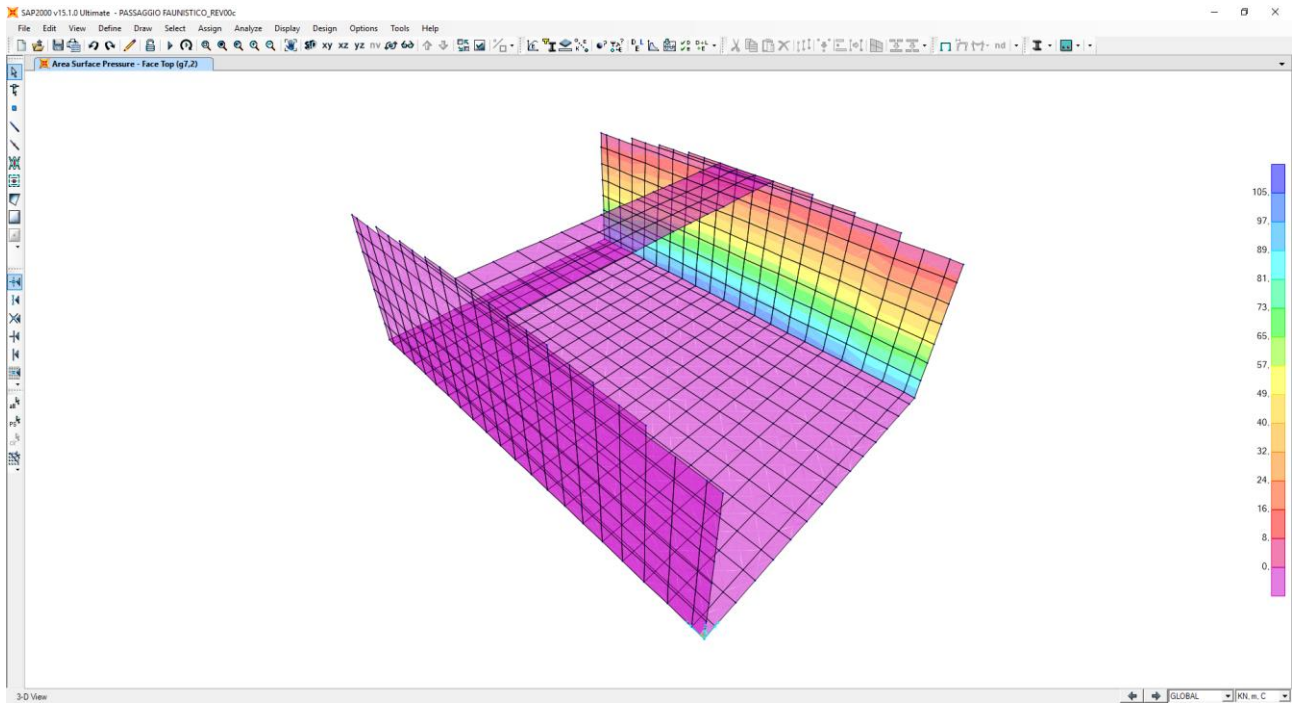 SAP2000 v15.1.0 Ultimate - PASSAGGIO FAUNISTICO_REV00c
File Edit View Define Draw Select Assign Analyze Display Design Options Tools Help
xy xz yz nv nd
Area Surface Pressure - Face Top (g7,2)
105,
97,
89,
81,
73,
65,
57,
49,
40,
32,
24,
16,
8,
0,
3-D View
GLOBAL
KN, m, C